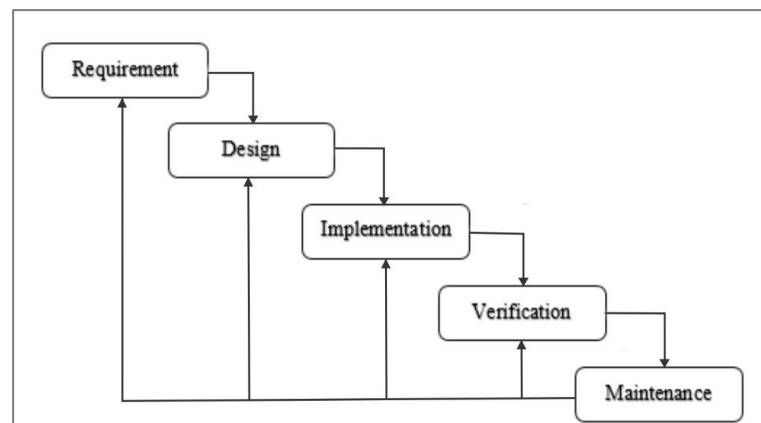 Requirement
Design
Implementation
Verification
Maintenance